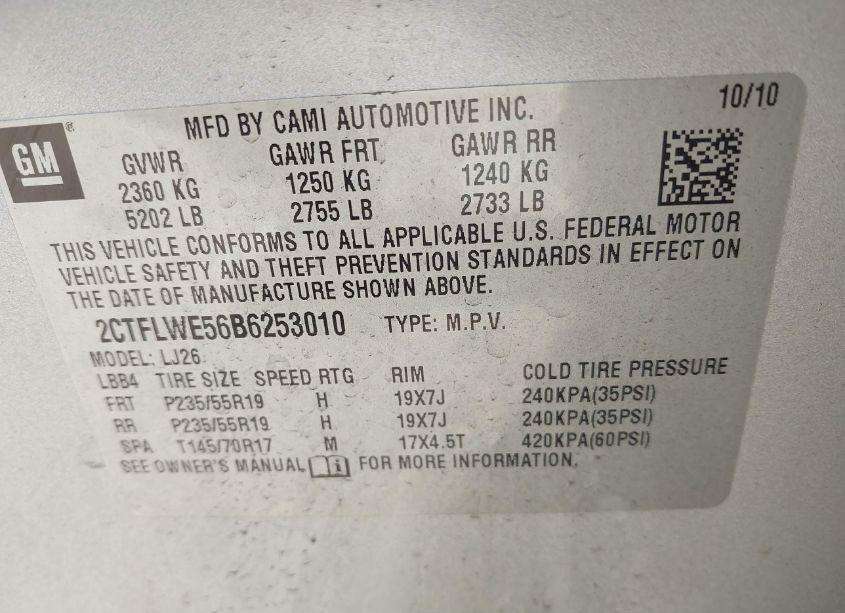 10/10
MFD BY CAMI AUTOMOTIVE INC.
GM®
GVWR GAWR FRT GAWR RR
2360 KG 1250 KG 1240 KG
5202 LB 2755 LB 2733 LB
THIS VEHICLE CONFORMS TO ALL APPLICABLE U.S. FEDERAL MOTOR
VEHICLE SAFETY AND THEFT PREVENTION STANDARDS IN EFFECT ON
THE DATE OF MANUFACTURE SHOWN ABOVE.
2CTFLWE56B6253010 TYPE: M.P.V.
MODEL: LJ26
LBB4 TIRE SIZE SPEED RTG RIM COLD TIRE PRESSURE
FRT P235/55R19 H 19X7J 240KPA(35PSI)
RR P235/55R19 H 19X7J 240KPA(35PSI)
SPA T145/70R17 M 17X4.5T 420KPA(60PSI)
SEE OWNER'S MANUAL FOR MORE INFORMATION.